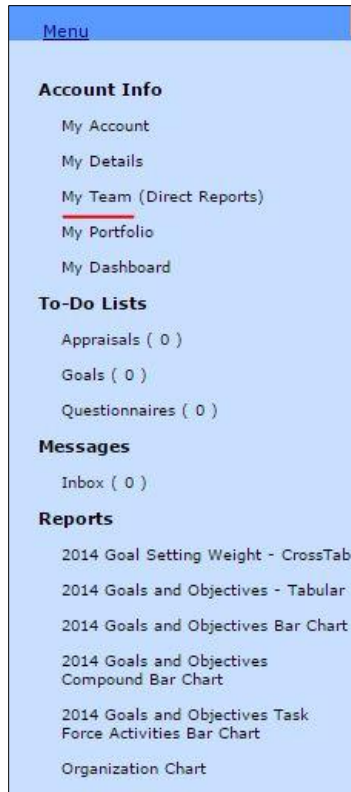 Menu
Account Info
My Account
My Details
My Team (Direct Reports)
My Portfolio
My Dashboard
To-Do Lists
Appraisals ( 0 )
Goals ( 0 )
Questionnaires ( 0 )
Messages
Inbox ( 0 )
Reports
2014 Goal Setting Weight - CrossTab
2014 Goals and Objectives - Tabular
2014 Goals and Objectives Bar Chart
2014 Goals and Objectives
Compound Bar Chart
2014 Goals and Objectives Task
Force Activities Bar Chart
Organization Chart